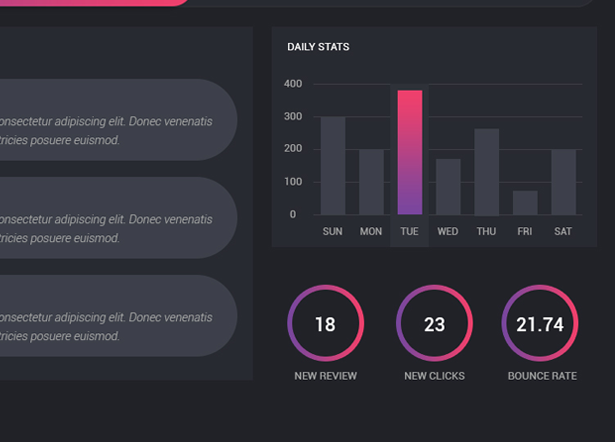 onsectetur adipiscing elit. Donec venenatis
tricies posuere euismod.
onsectetur adipiscing elit. Donec venenatis
tricies posuere euismod.
onsectetur adipiscing elit. Donec venenatis
tricies posuere euismod.
DAILY STATS
400
300
200
100
0
SUN MON TUE WED THU FRI SAT
18 23 21.74
NEW REVIEW NEW CLICKS BOUNCE RATE